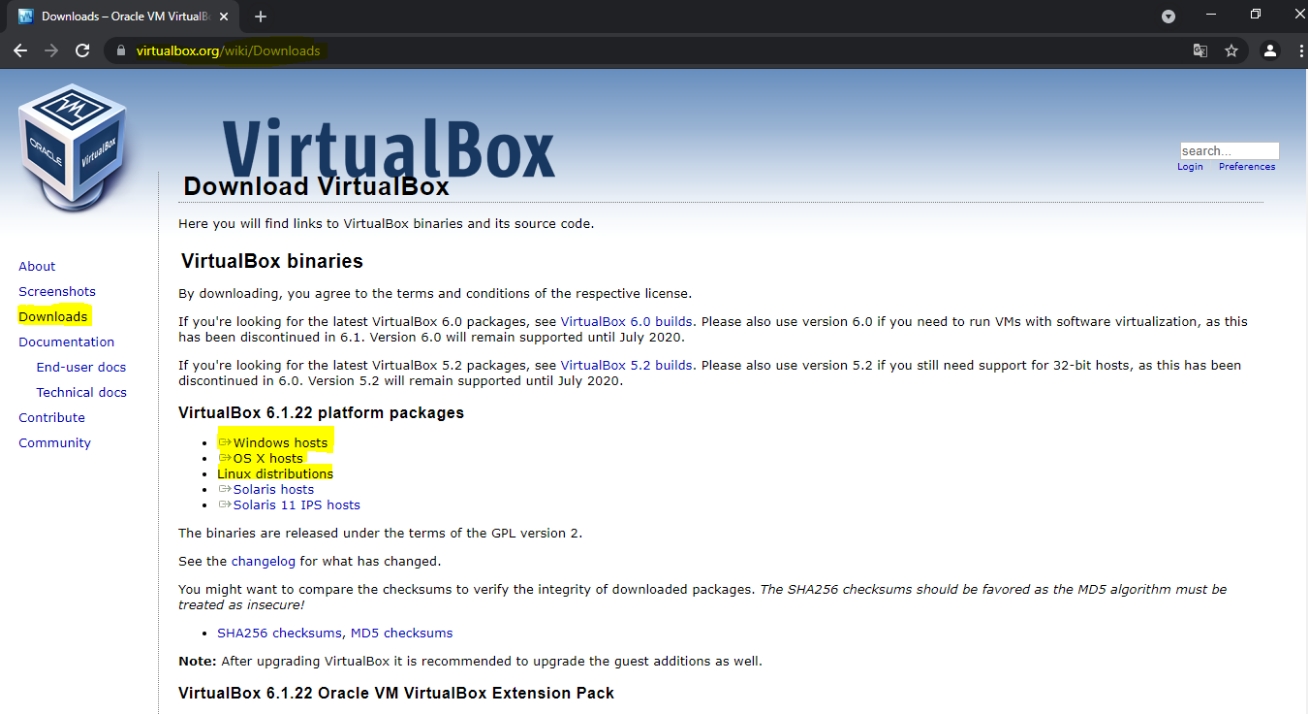 Downloads – Oracle VM VirtualB
virtualbox.org/wiki/Downloads
VM
ORACLE
VirtualBox
VirtualBox
search...
Login Preferences
Download VirtualBox
Here you will find links to VirtualBox binaries and its source code.
About
Screenshots
Downloads
Documentation
End-user docs
Technical docs
Contribute
Community
VirtualBox binaries
By downloading, you agree to the terms and conditions of the respective license.
If you're looking for the latest VirtualBox 6.0 packages, see VirtualBox 6.0 builds. Please also use version 6.0 if you need to run VMs with software virtualization, as this
has been discontinued in 6.1. Version 6.0 will remain supported until July 2020.
If you're looking for the latest VirtualBox 5.2 packages, see VirtualBox 5.2 builds. Please also use version 5.2 if you still need support for 32-bit hosts, as this has been
discontinued in 6.0. Version 5.2 will remain supported until July 2020.
VirtualBox 6.1.22 platform packages
• Windows hosts
• OS X hosts
• Linux distributions
• Solaris hosts
• Solaris 11 IPS hosts
The binaries are released under the terms of the GPL version 2.
See the changelog for what has changed.
You might want to compare the checksums to verify the integrity of downloaded packages. The SHA256 checksums should be favored as the MD5 algorithm must be
treated as insecure!
• SHA256 checksums, MD5 checksums
Note: After upgrading VirtualBox it is recommended to upgrade the guest additions as well.
VirtualBox 6.1.22 Oracle VM VirtualBox Extension Pack